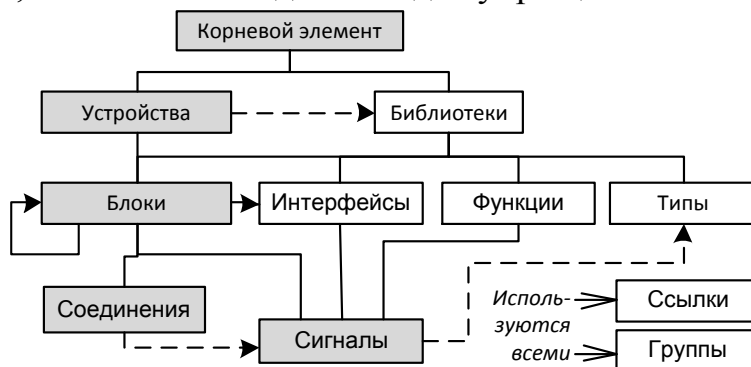 Корневой элемент
Устройства
Библиотеки
Блоки
Интерфейсы
Функции
Типы
Соединения
Сигналы
Исполь-
зуются
всеми
Ссылки
Группы